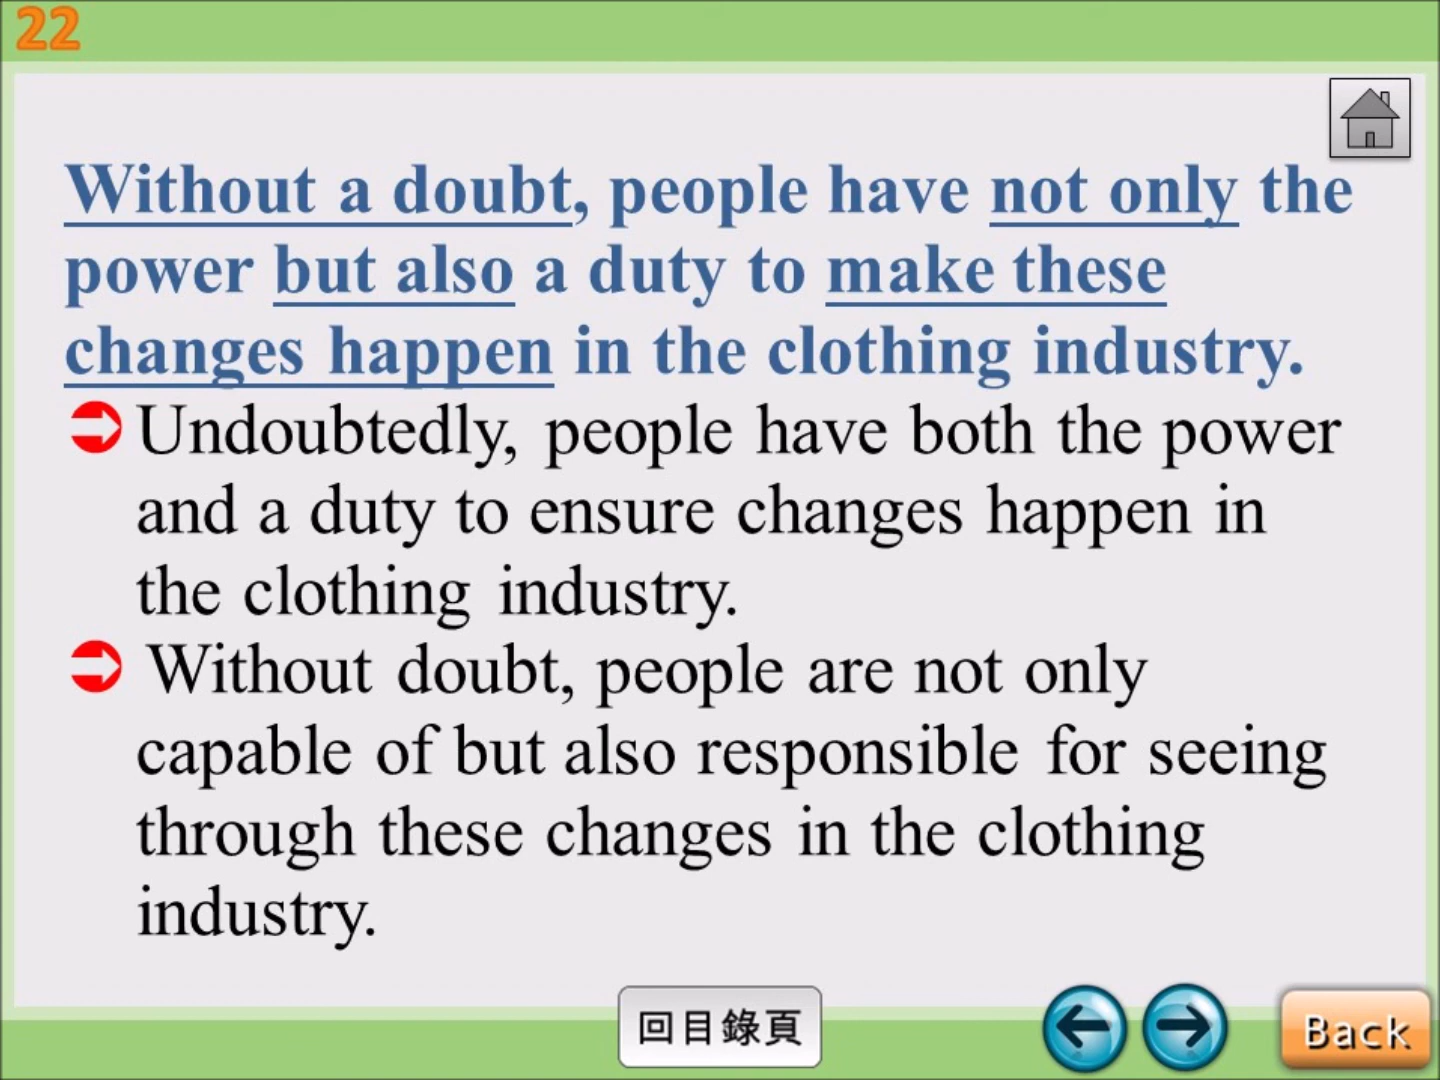 22
Without a doubt, people have not only the
power but also a duty to make these
changes happen in the clothing industry.
Undoubtedly, people have both the power
and a duty to ensure changes happen in
the clothing industry.
Without doubt, people are not only
capable of but also responsible for seeing
through these changes in the clothing
industry.
回目錄頁
Back